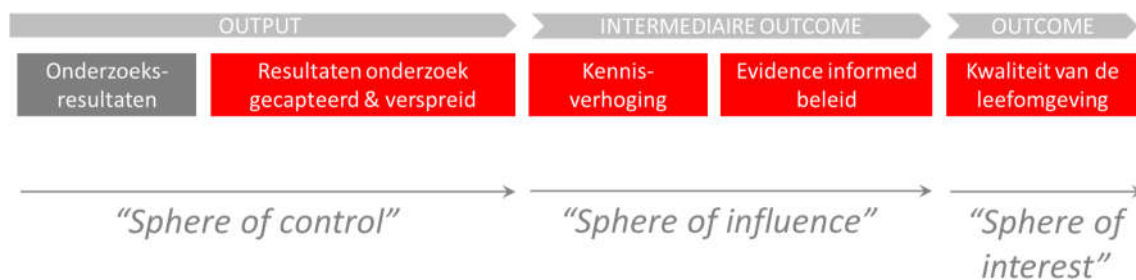 OUTPUT
INTERMEDIAIRE OUTCOME
OUTCOME
Onderzoeks-
resultaten
Resultaten onderzoek
gecapteerd & verspreid
Kennis-
verhoging
Evidence informed
beleid
Kwaliteit van de
leefomgeving
“Sphere of control”
“Sphere of influence”
“Sphere of
interest”